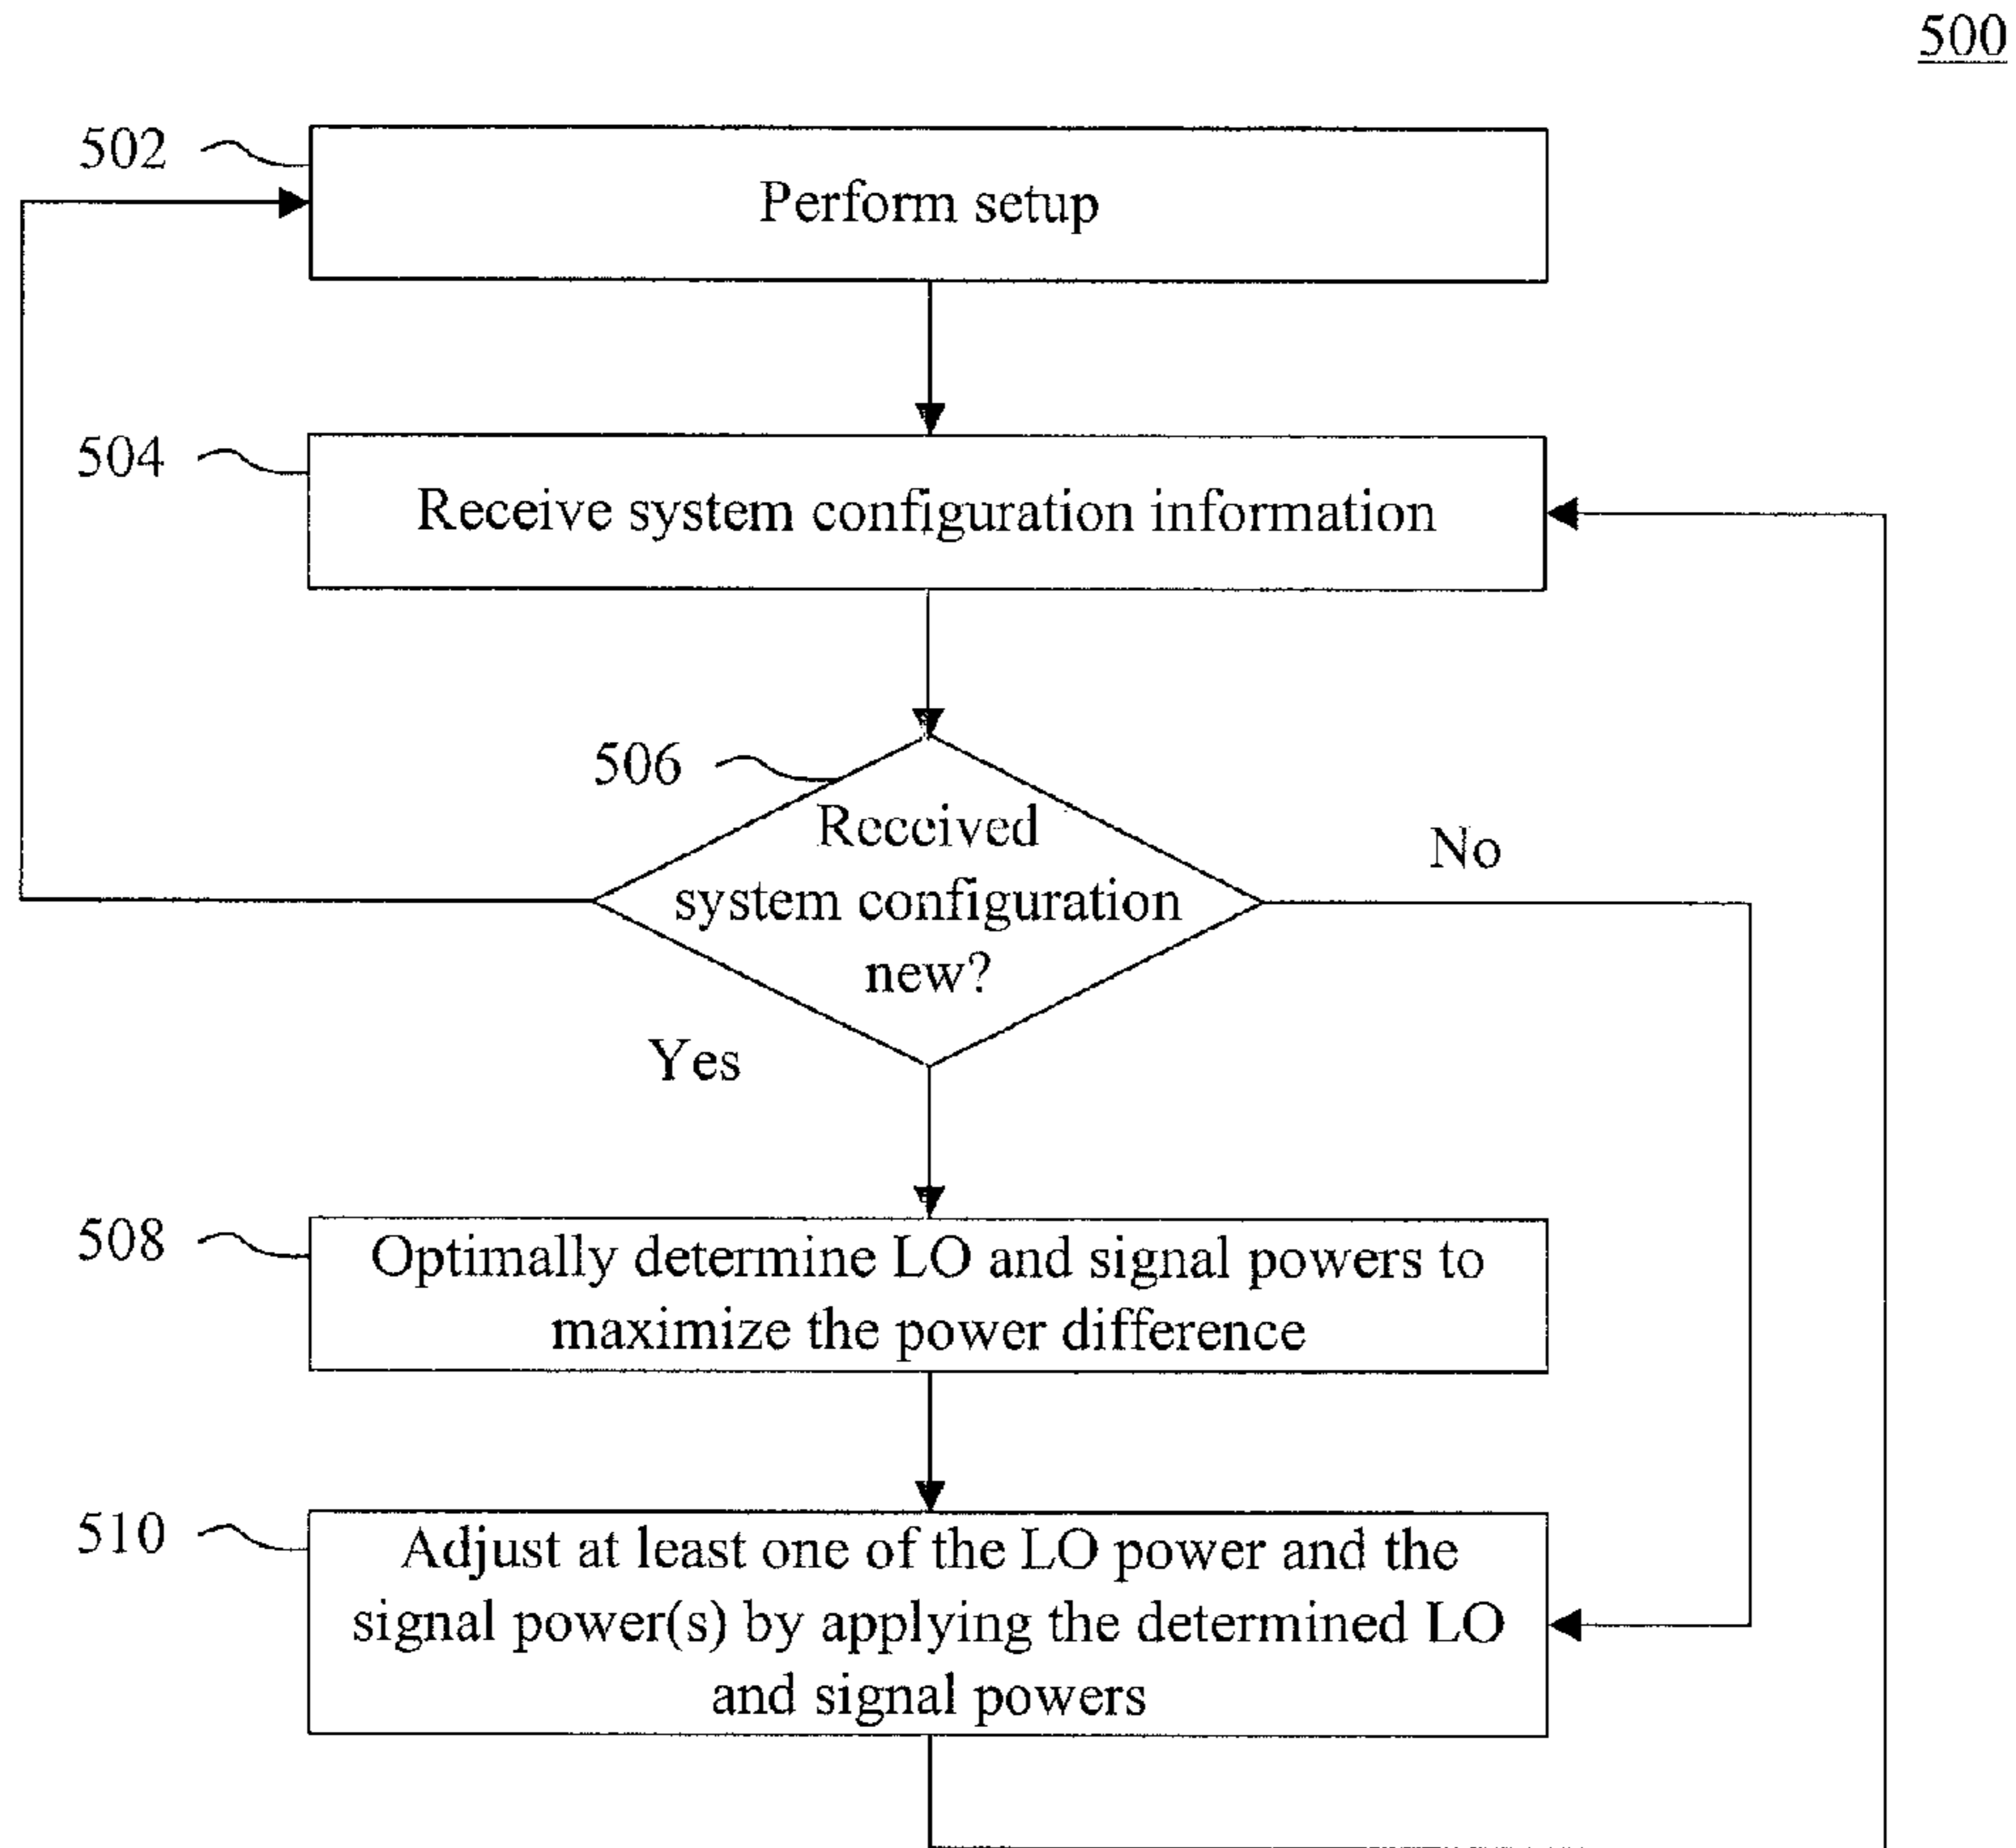 500
502
Perform setup
504
Receive system configuration information
506
Received
system configuration
new?
No
Yes
508
Optimally determine LO and signal powers to
maximize the power difference
510
Adjust at least one of the LO power and the
signal power(s) by applying the determined LO
and signal powers